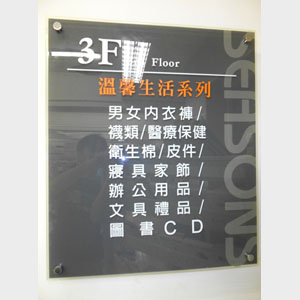 3F Floor
溫馨生活系列
男女內衣褲/
襪類/醫療保健
衛生棉/皮件/
寢具家飾/
辦公用品/
文具禮品/
圖書CD
SEASONS